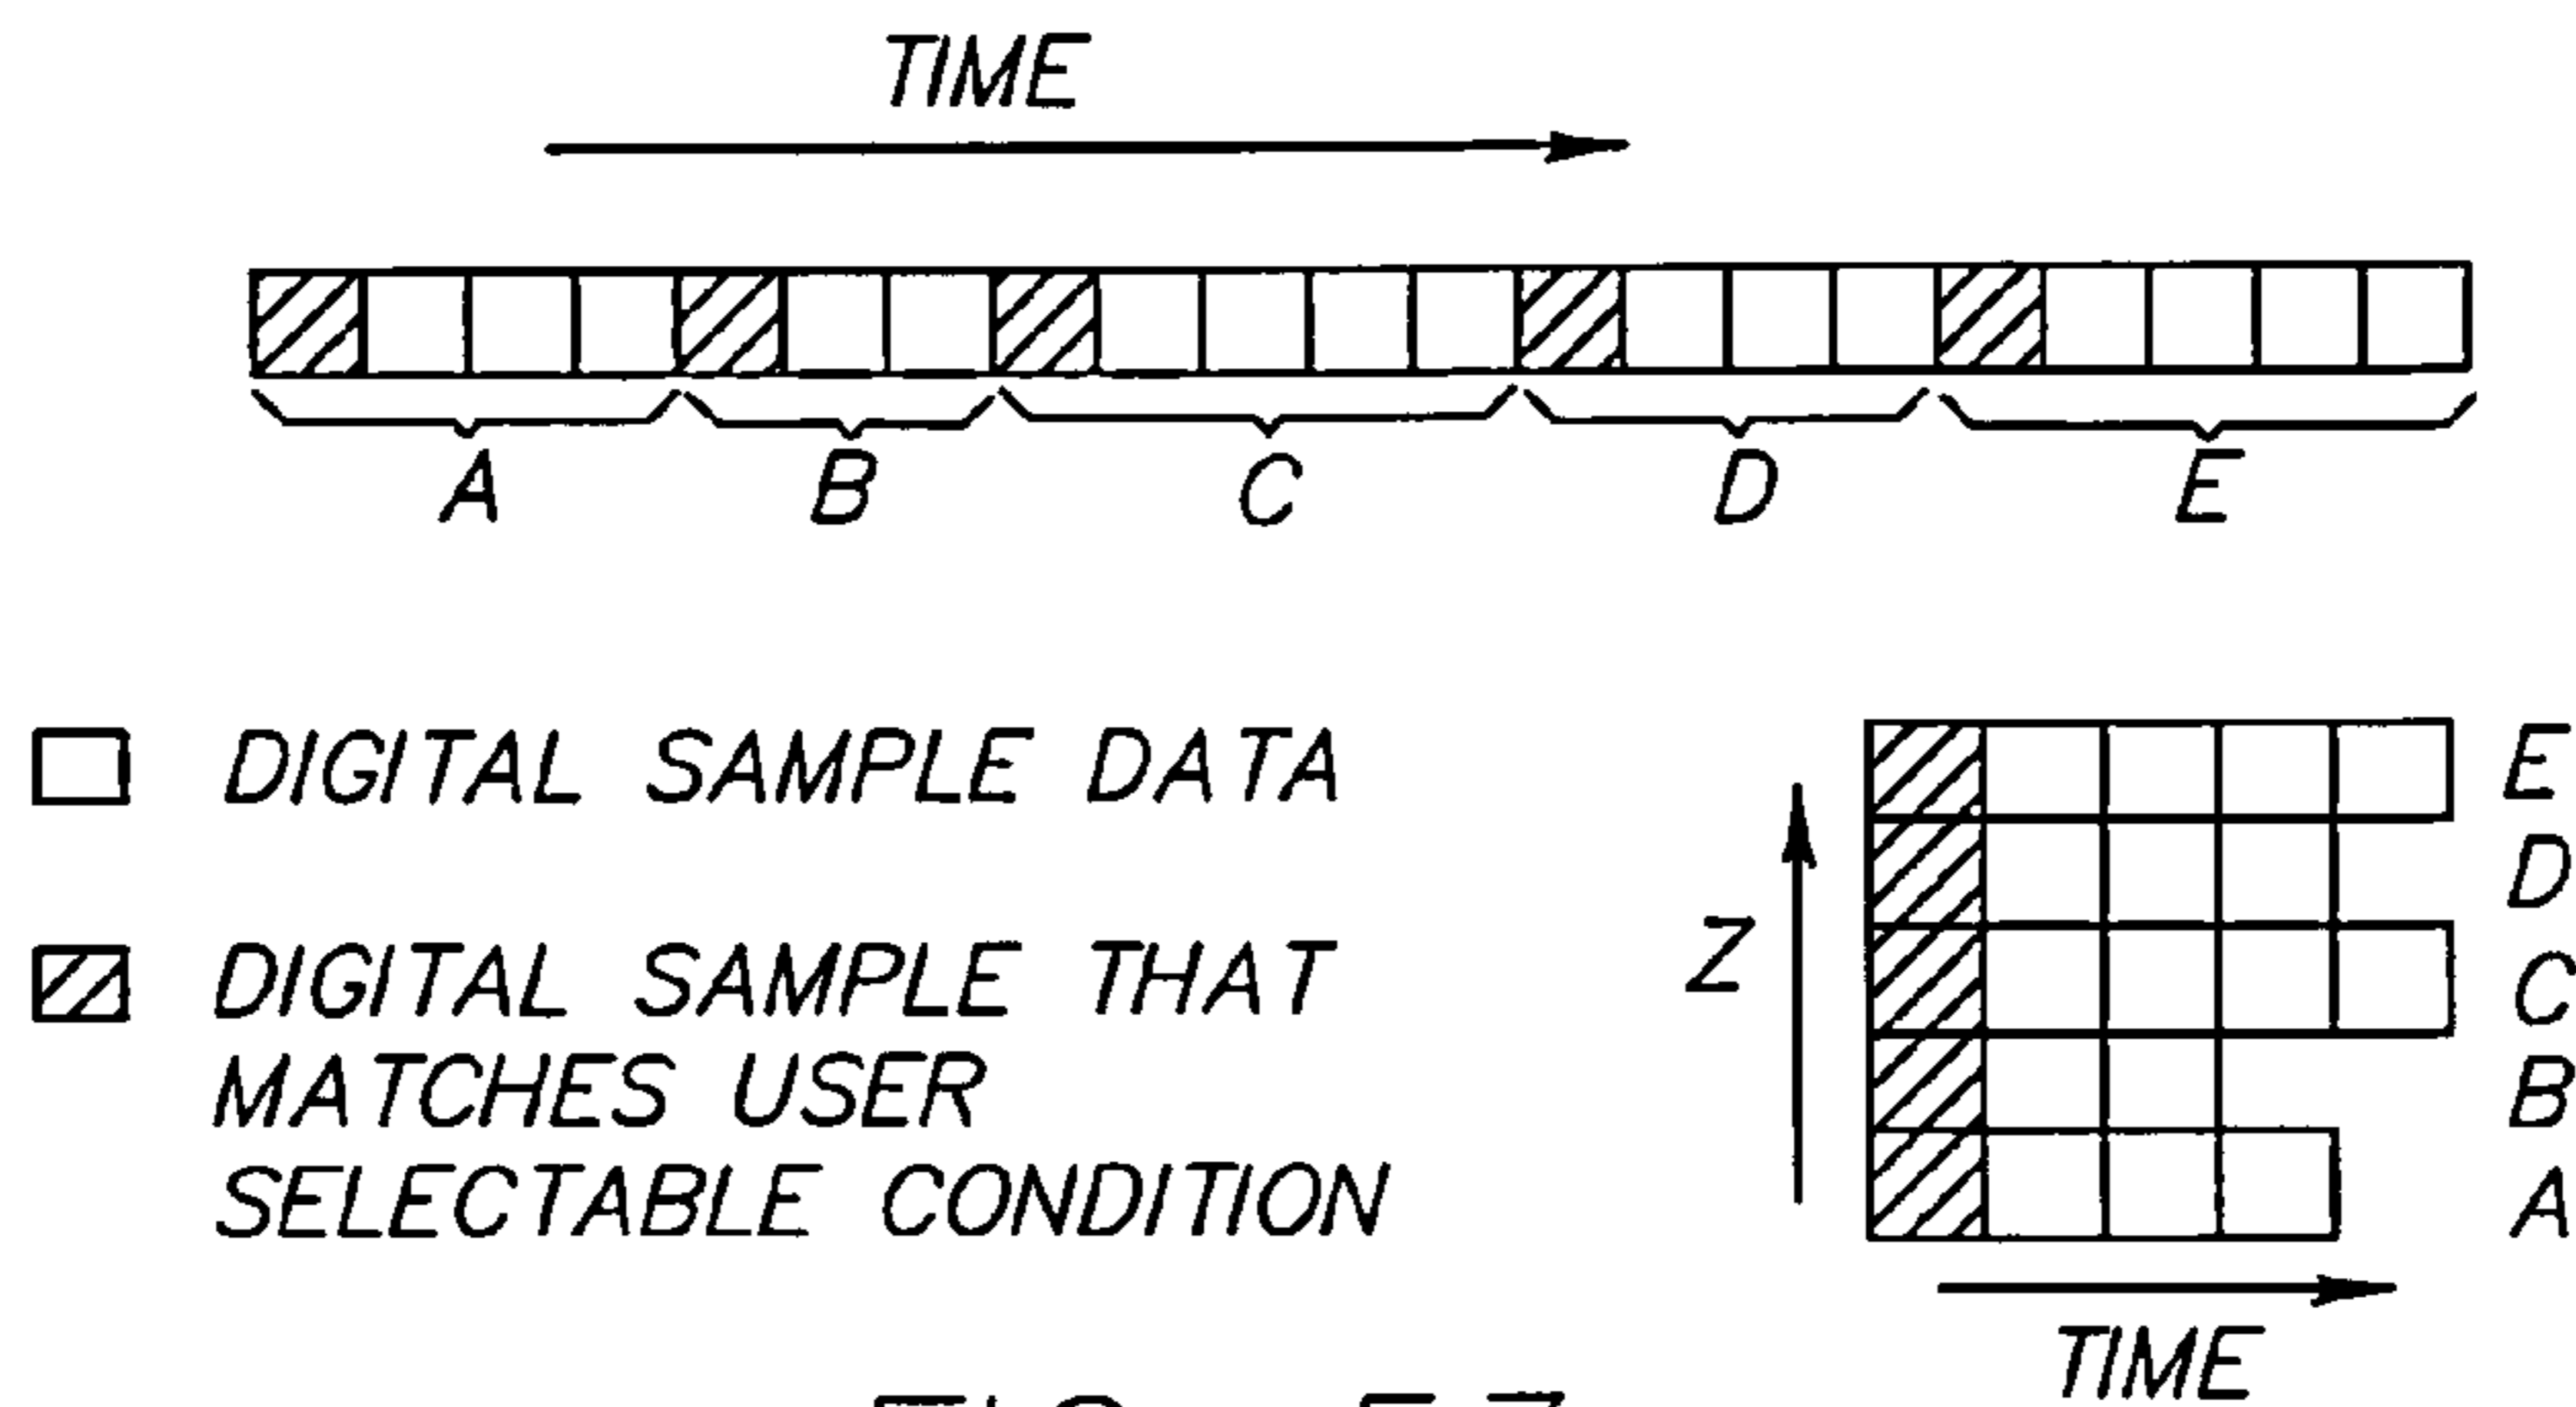 TIME
A B C D E
DIGITAL SAMPLE DATA
DIGITAL SAMPLE THAT
MATCHES USER
SELECTABLE CONDITION
E
D
Z
C
B
A
TIME